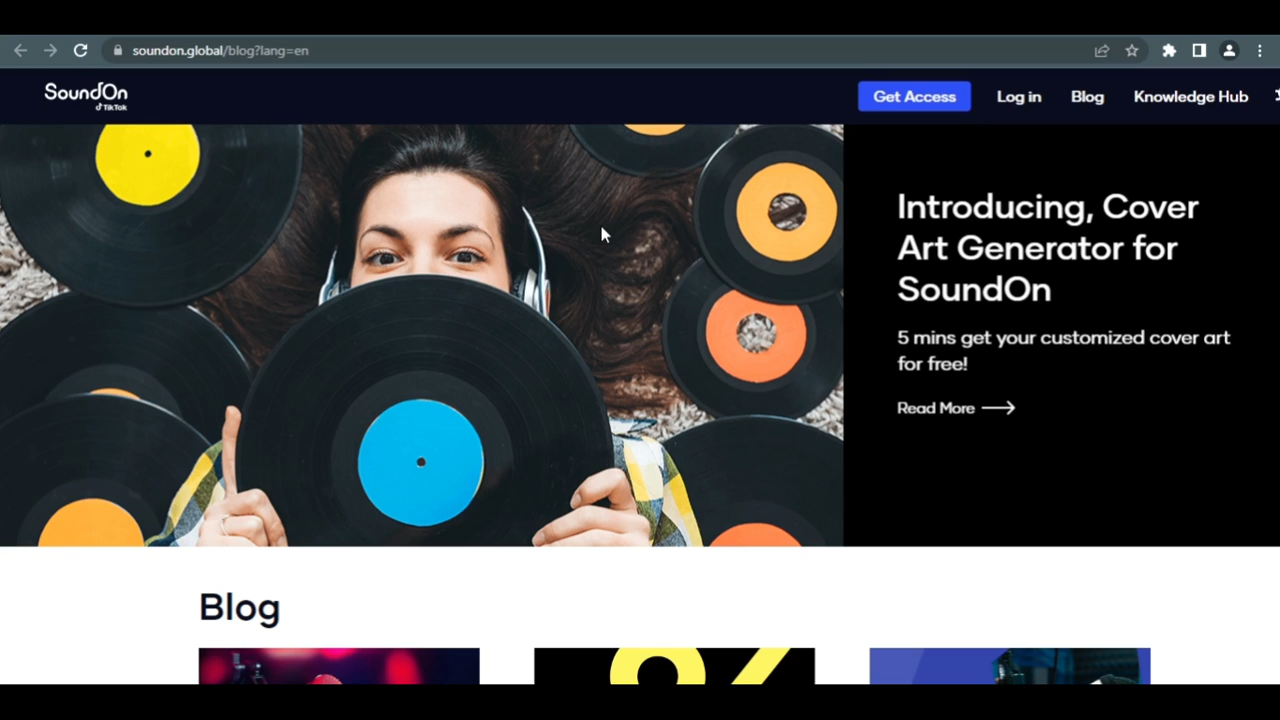 soundon.global/blog?lang=en
SoundOn
TikTok
Get Access
Log in
Blog
Knowledge Hub
Introducing, Cover
Art Generator for
SoundOn
5 mins get your customized cover art
for free!
Read More
Blog